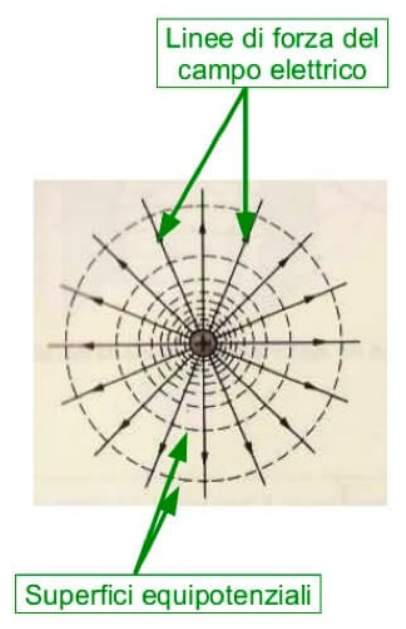 Linee di forza del
campo elettrico
+
Superfici equipotenziali